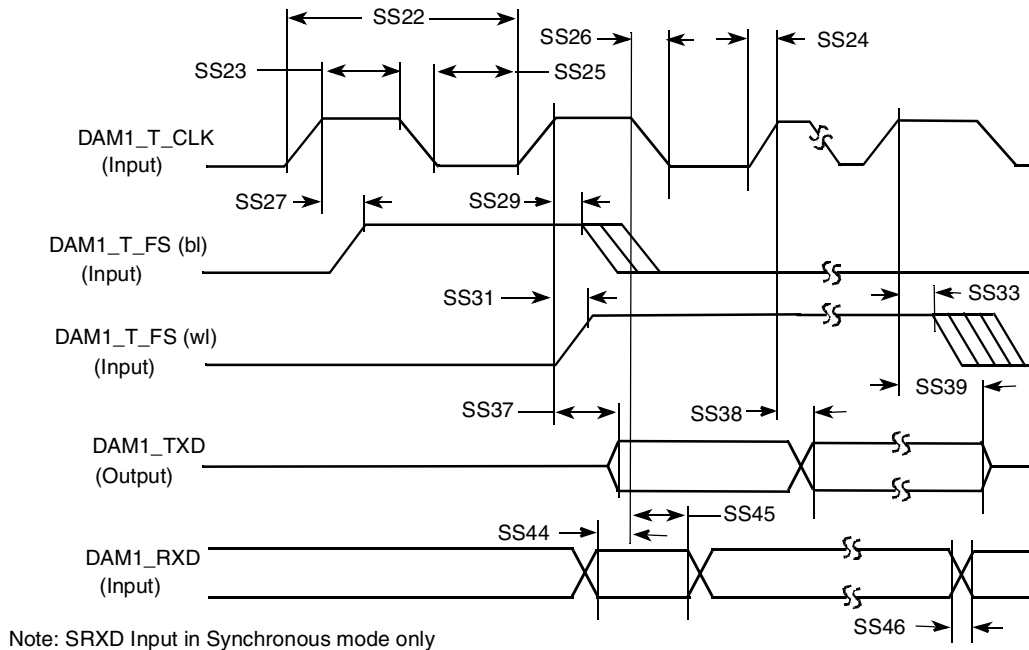 SS22
SS26
SS24
SS23
SS25
DAM1_T_CLK
(Input)
SS27
SS29
DAM1_T_FS (bl)
(Input)
SS31
SS33
DAM1_T_FS (wl)
(Input)
SS39
SS37
SS38
DAM1_TXD
(Output)
SS44
SS45
DAM1_RXD
(Input)
SS46
Note: SRXD Input in Synchronous mode only